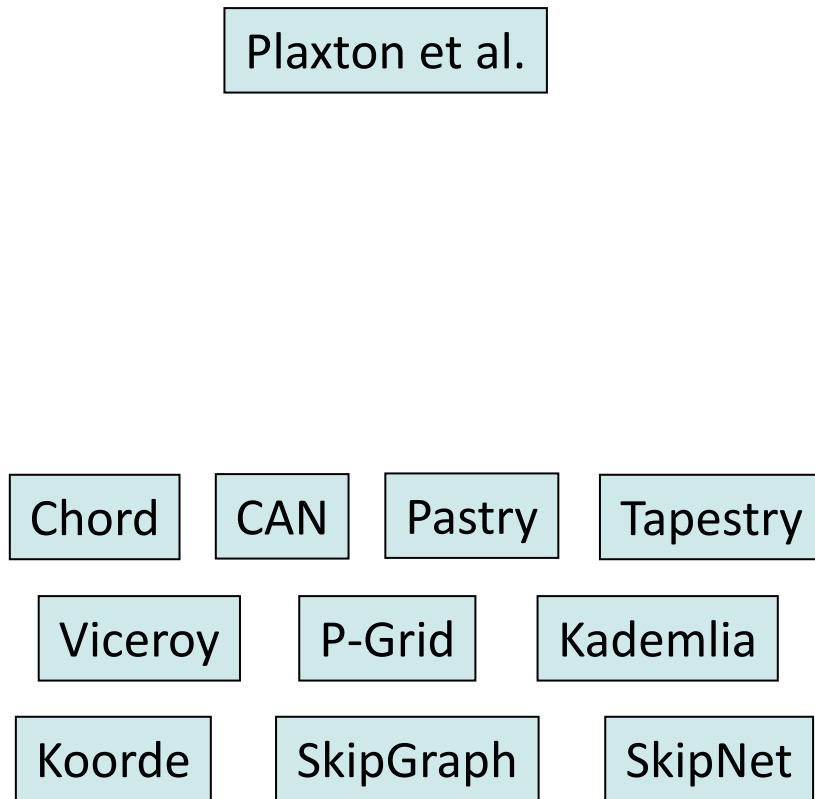 Plaxton et al.
Chord CAN Pastry Tapestry
Viceroy P-Grid Kademlia
Koorde SkipGraph SkipNet